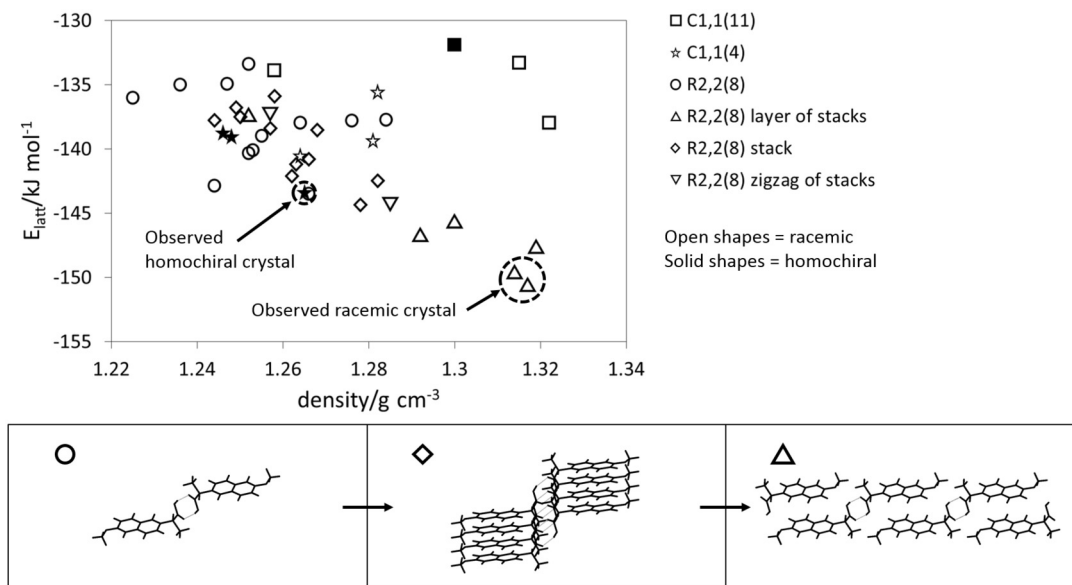 -130
-135
-140
-145
-150
-155
E_latt/kJ mol⁻¹
1.22 1.24 1.26 1.28 1.3 1.32 1.34
density/g cm⁻³
Observed
homochiral crystal
Observed racemic crystal
C1,1(11)
C1,1(4)
R2,2(8)
R2,2(8) layer of stacks
R2,2(8) stack
R2,2(8) zigzag of stacks
Open shapes = racemic
Solid shapes = homochiral